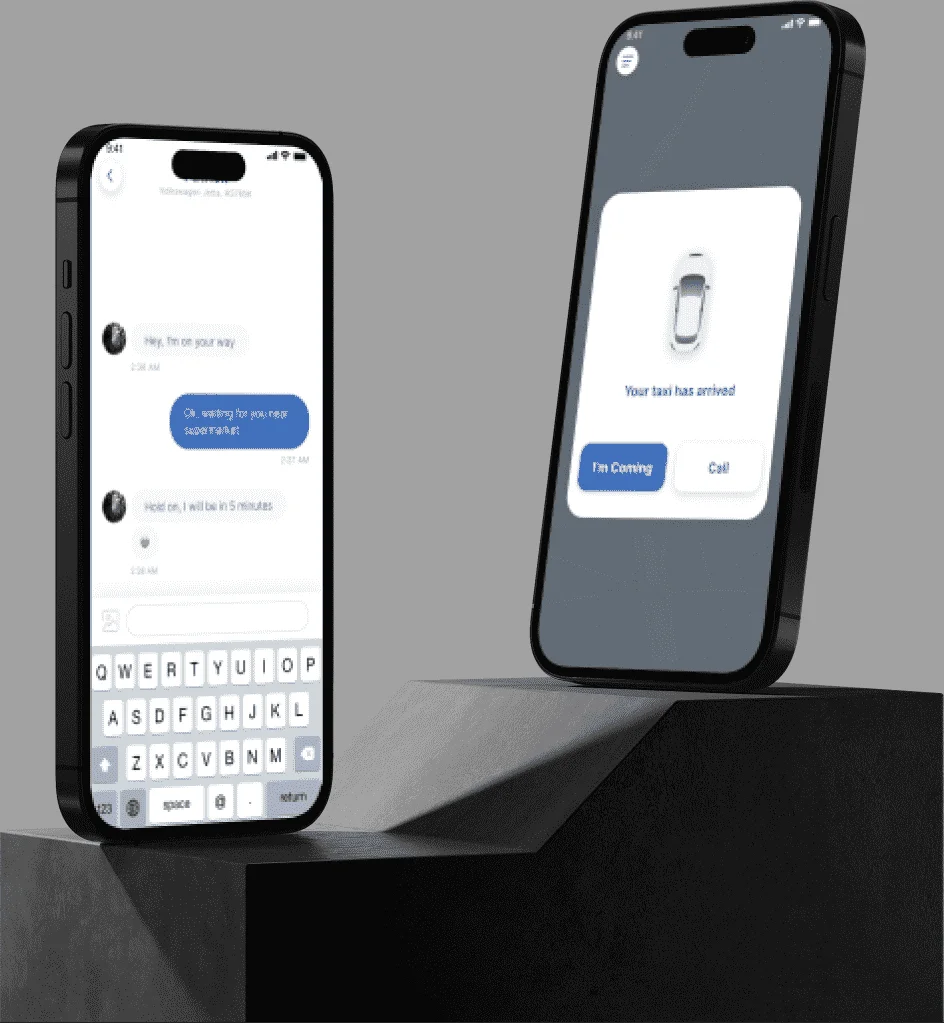 9:41
Volkswagen Jetta,
Hey, I'm on your way
2:36 AM
Ok, waiting for you near
supermarket
2:37 AM
Hold on, I will be in 5 minutes
2:38 AM
Q W E R T Y U I O P
A S D F G H J K L
Z X C V B N M
123 space @ . return
9:41
Your taxi has arrived
I'm Coming
Call